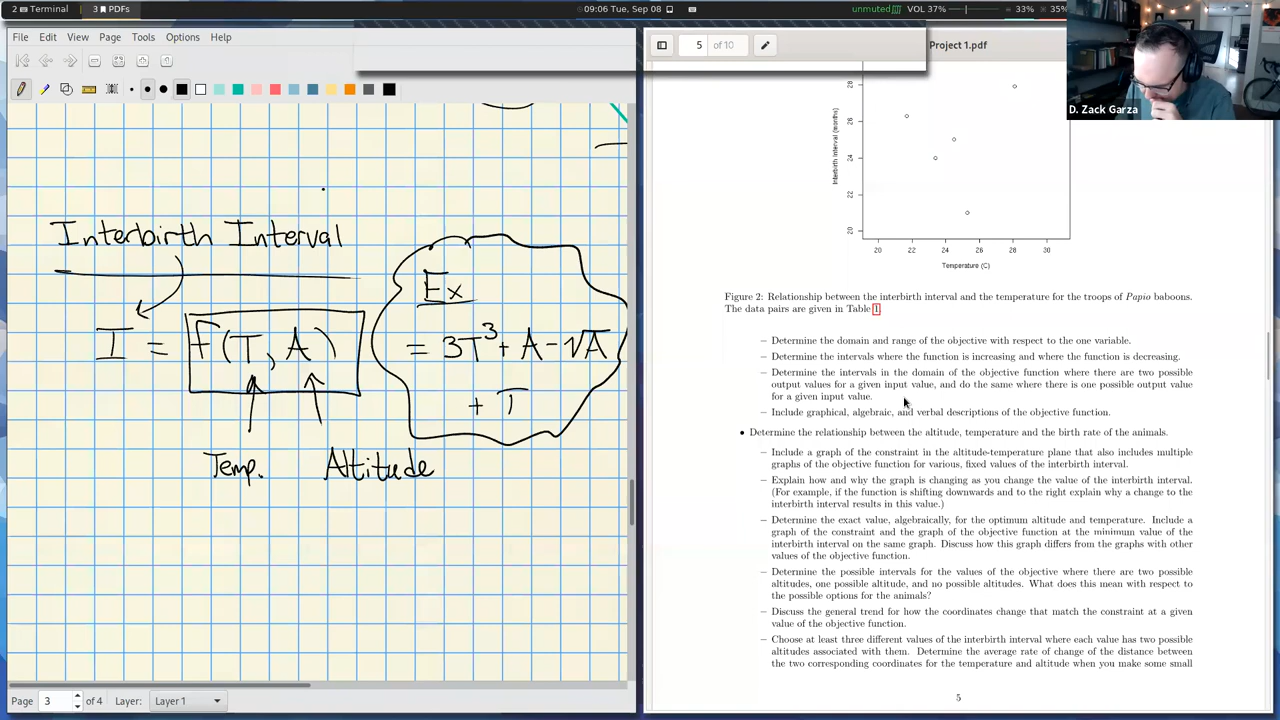 2 Terminal
3 PDFs
09:06 Tue, Sep 08
unmuted
VOL 37%
33%
35%
File Edit View Page Tools Options Help
Interbirth Interval
I = F(T, A)
Temp. Altitude
Ex
= 3T³ + A - √A
+ T
Page 3 of 4 Layer: Layer 1
5 of 10
Project 1.pdf
D. Zack Garza
Interbirth Interval (months)
28
26
24
22
20
20 22 24 26 28 30
Temperature (C)
Figure 2: Relationship between the interbirth interval and the temperature for the troops of Papio baboons.
The data pairs are given in Table 1.
– Determine the domain and range of the objective with respect to the one variable.
– Determine the intervals where the function is increasing and where the function is decreasing.
– Determine the intervals in the domain of the objective function where there are two possible
output values for a given input value, and do the same where there is one possible output value
for a given input value.
– Include graphical, algebraic, and verbal descriptions of the objective function.
• Determine the relationship between the altitude, temperature and the birth rate of the animals.
– Include a graph of the constraint in the altitude-temperature plane that also includes multiple
graphs of the objective function for various, fixed values of the interbirth interval.
– Explain how and why the graph is changing as you change the value of the interbirth interval.
(For example, if the function is shifting downwards and to the right explain why a change to the
interbirth interval results in this value.)
– Determine the exact value, algebraically, for the optimum altitude and temperature. Include a
graph of the constraint and the graph of the objective function at the minimum value of the
interbirth interval on the same graph. Discuss how this graph differs from the graphs with other
values of the objective function.
– Determine the possible intervals for the values of the objective where there are two possible
altitudes, one possible altitude, and no possible altitudes. What does this mean with respect to
the possible options for the animals?
– Discuss the general trend for how the coordinates change that match the constraint at a given
value of the objective function.
– Choose at least three different values of the interbirth interval where each value has two possible
altitudes associated with them. Determine the average rate of change of the distance between
the two corresponding coordinates for the temperature and altitude when you make some small
5